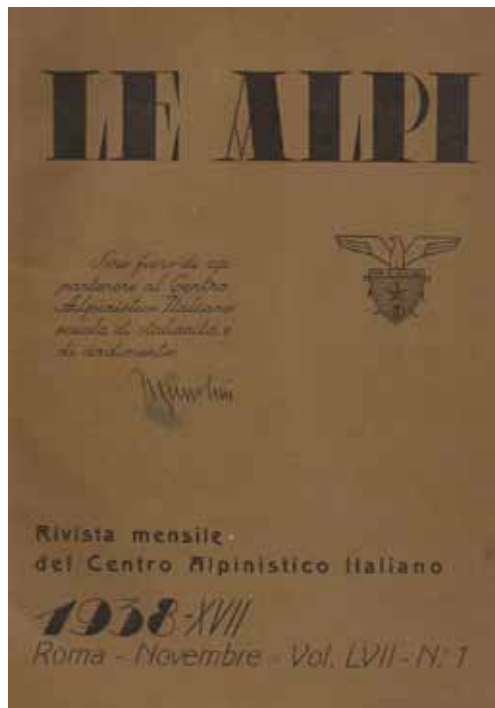 LE ALPI
Sono fiero di ap-
partenere al Centro
Alpinistico Italiano
scuola di italianità e
di ardimento
Mussolini
Rivista mensile
del Centro Alpinistico Italiano
1938-XVII
Roma - Novembre - Vol. LVII - N.º 1